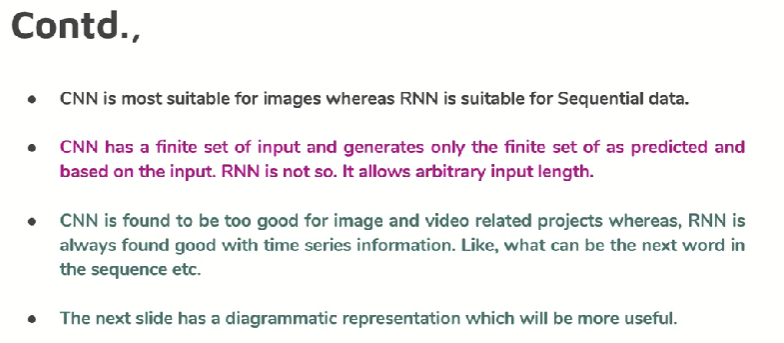 Contd.,
● CNN is most suitable for images whereas RNN is suitable for Sequential data.
● CNN has a finite set of input and generates only the finite set of as predicted and
based on the input. RNN is not so. It allows arbitrary input length.
● CNN is found to be too good for image and video related projects whereas, RNN is
always found good with time series information. Like, what can be the next word in
the sequence etc.
● The next slide has a diagrammatic representation which will be more useful.